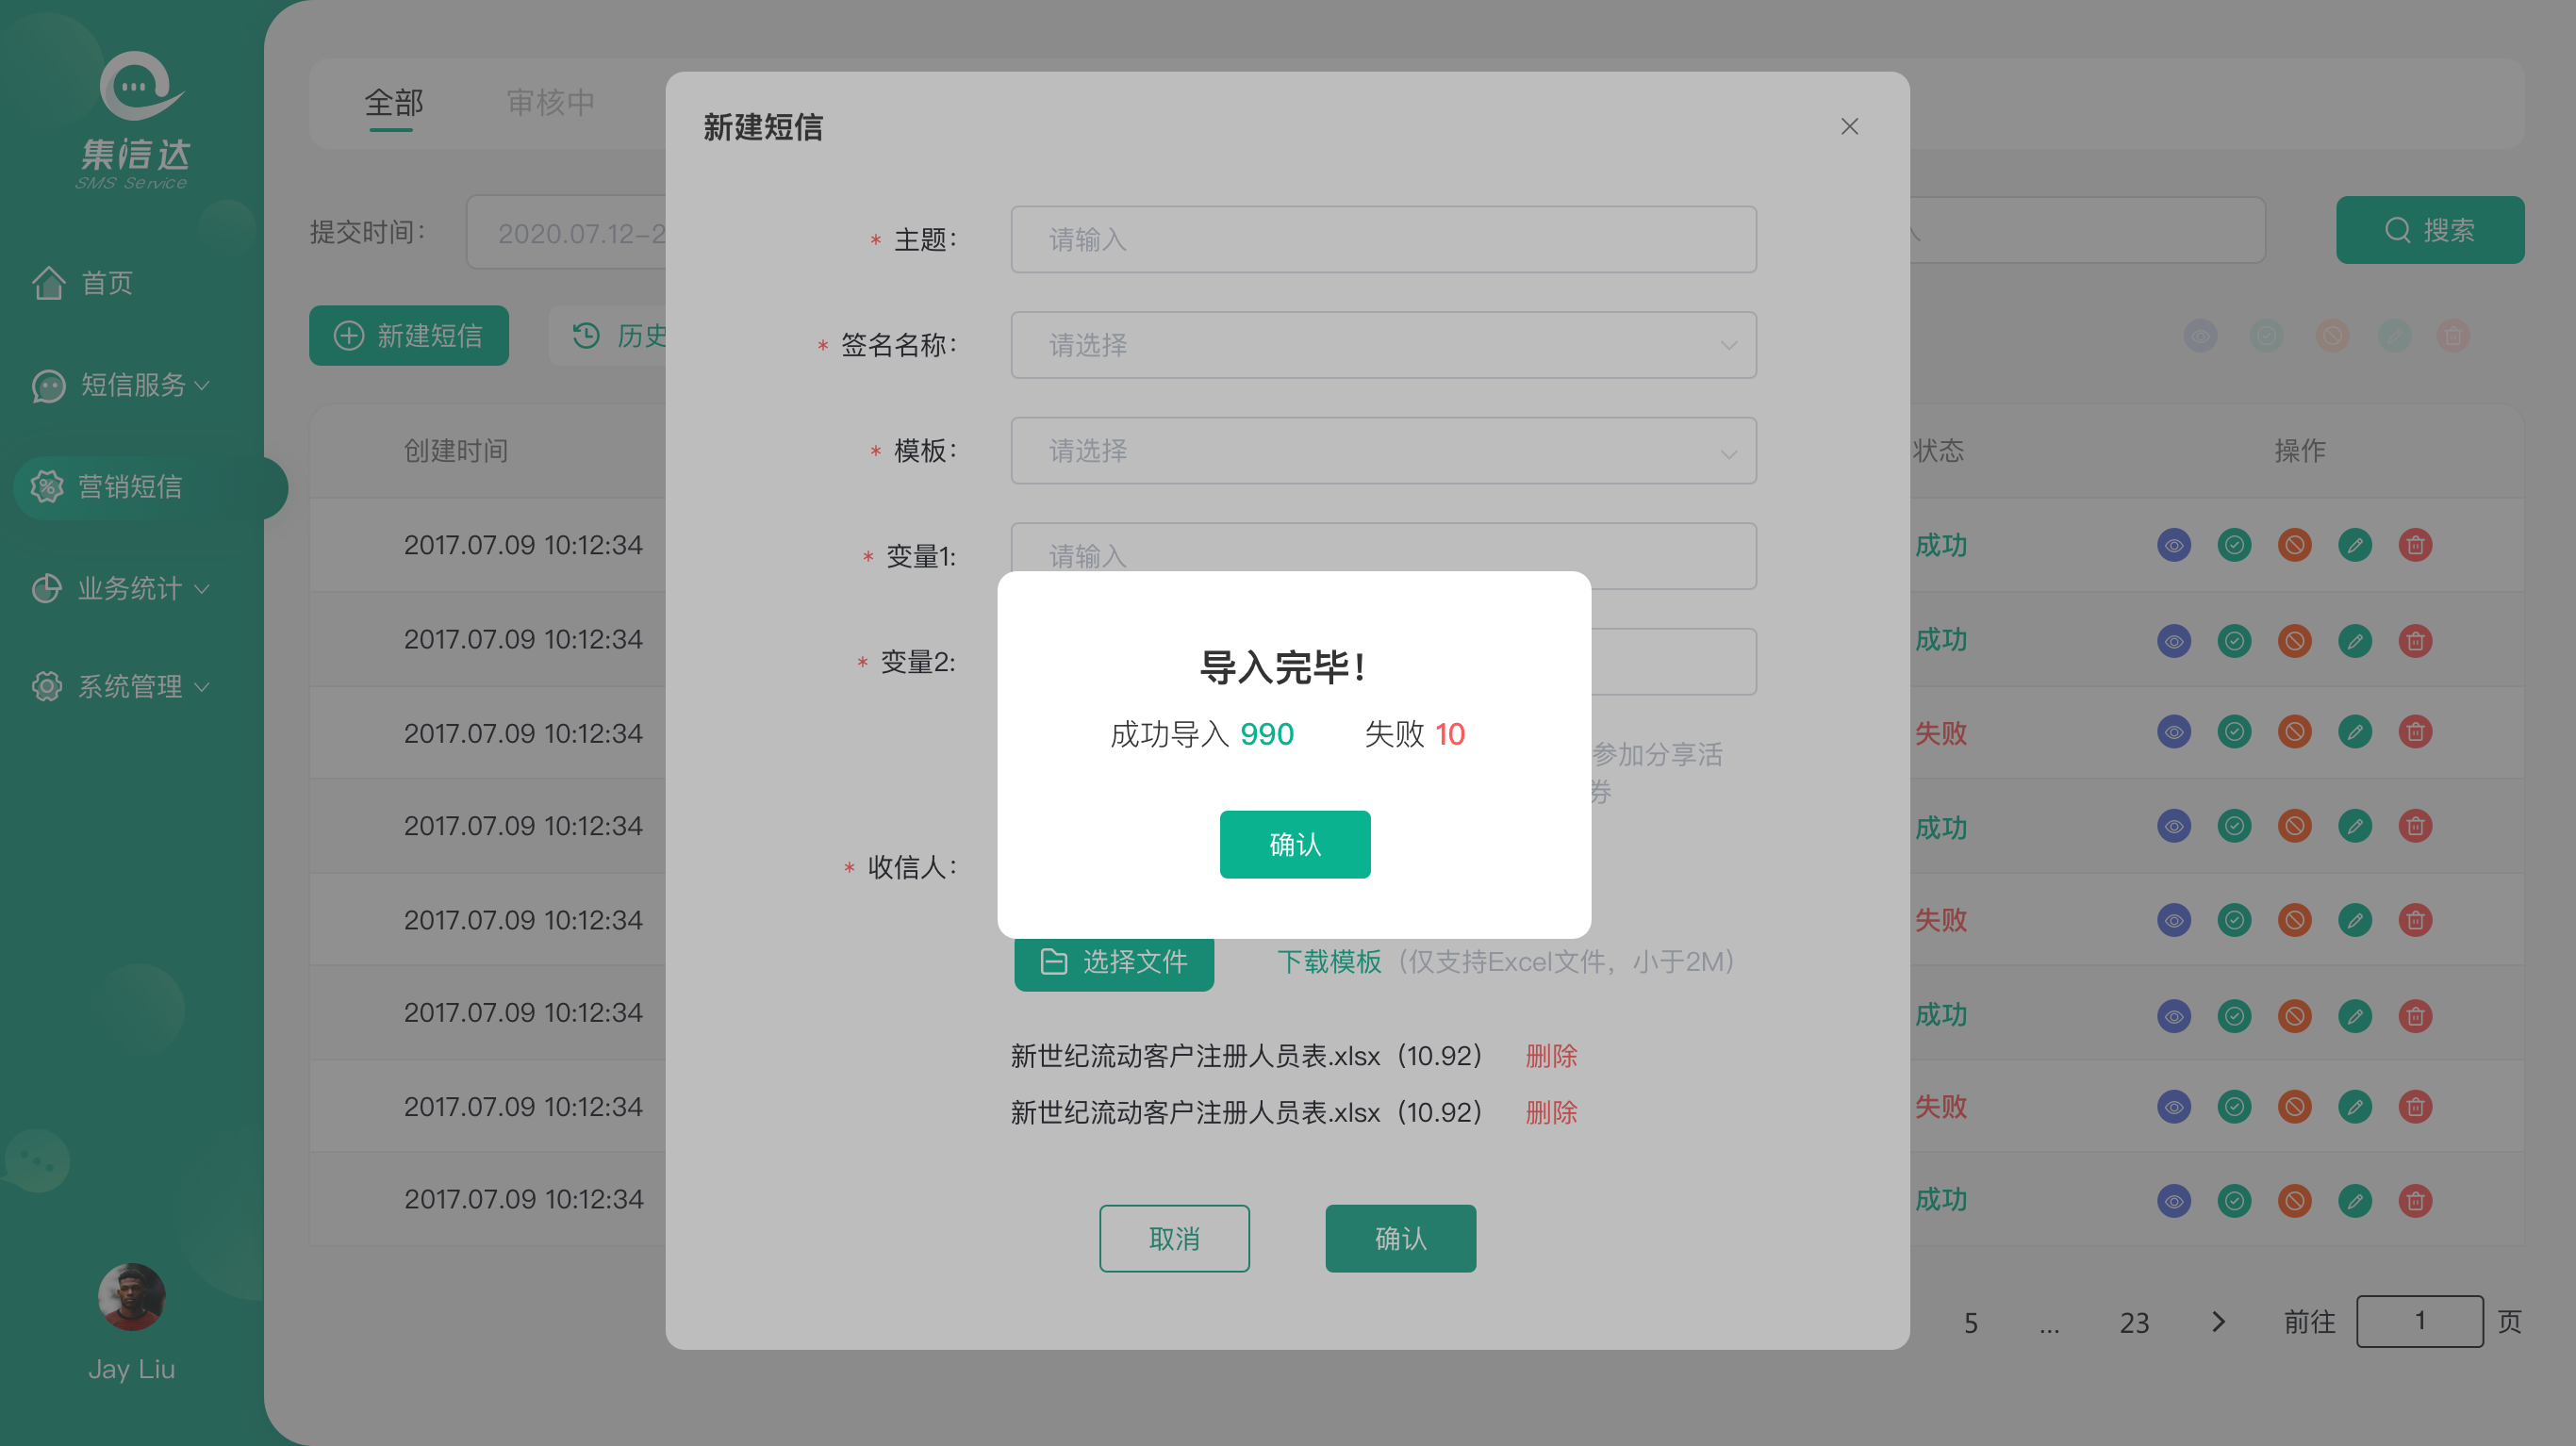 集信达
SMS Service
首页
短信服务
营销短信
业务统计
系统管理
Jay Liu
全部
审核中
提交时间：
2020.07.12-2
搜索
新建短信
历史
创建时间
状态
操作
2017.07.09 10:12:34
成功
2017.07.09 10:12:34
成功
2017.07.09 10:12:34
失败
2017.07.09 10:12:34
成功
2017.07.09 10:12:34
失败
2017.07.09 10:12:34
成功
2017.07.09 10:12:34
失败
2017.07.09 10:12:34
成功
5
...
23
前往
1
页
新建短信
* 主题：
请输入
* 签名名称：
请选择
* 模板：
请选择
* 变量1:
请输入
* 变量2:
参加分享活
券
* 收信人：
选择文件
下载模板（仅支持Excel文件，小于2M）
新世纪流动客户注册人员表.xlsx（10.92） 删除
新世纪流动客户注册人员表.xlsx（10.92） 删除
取消
确认
导入完毕！
成功导入 990 失败 10
确认